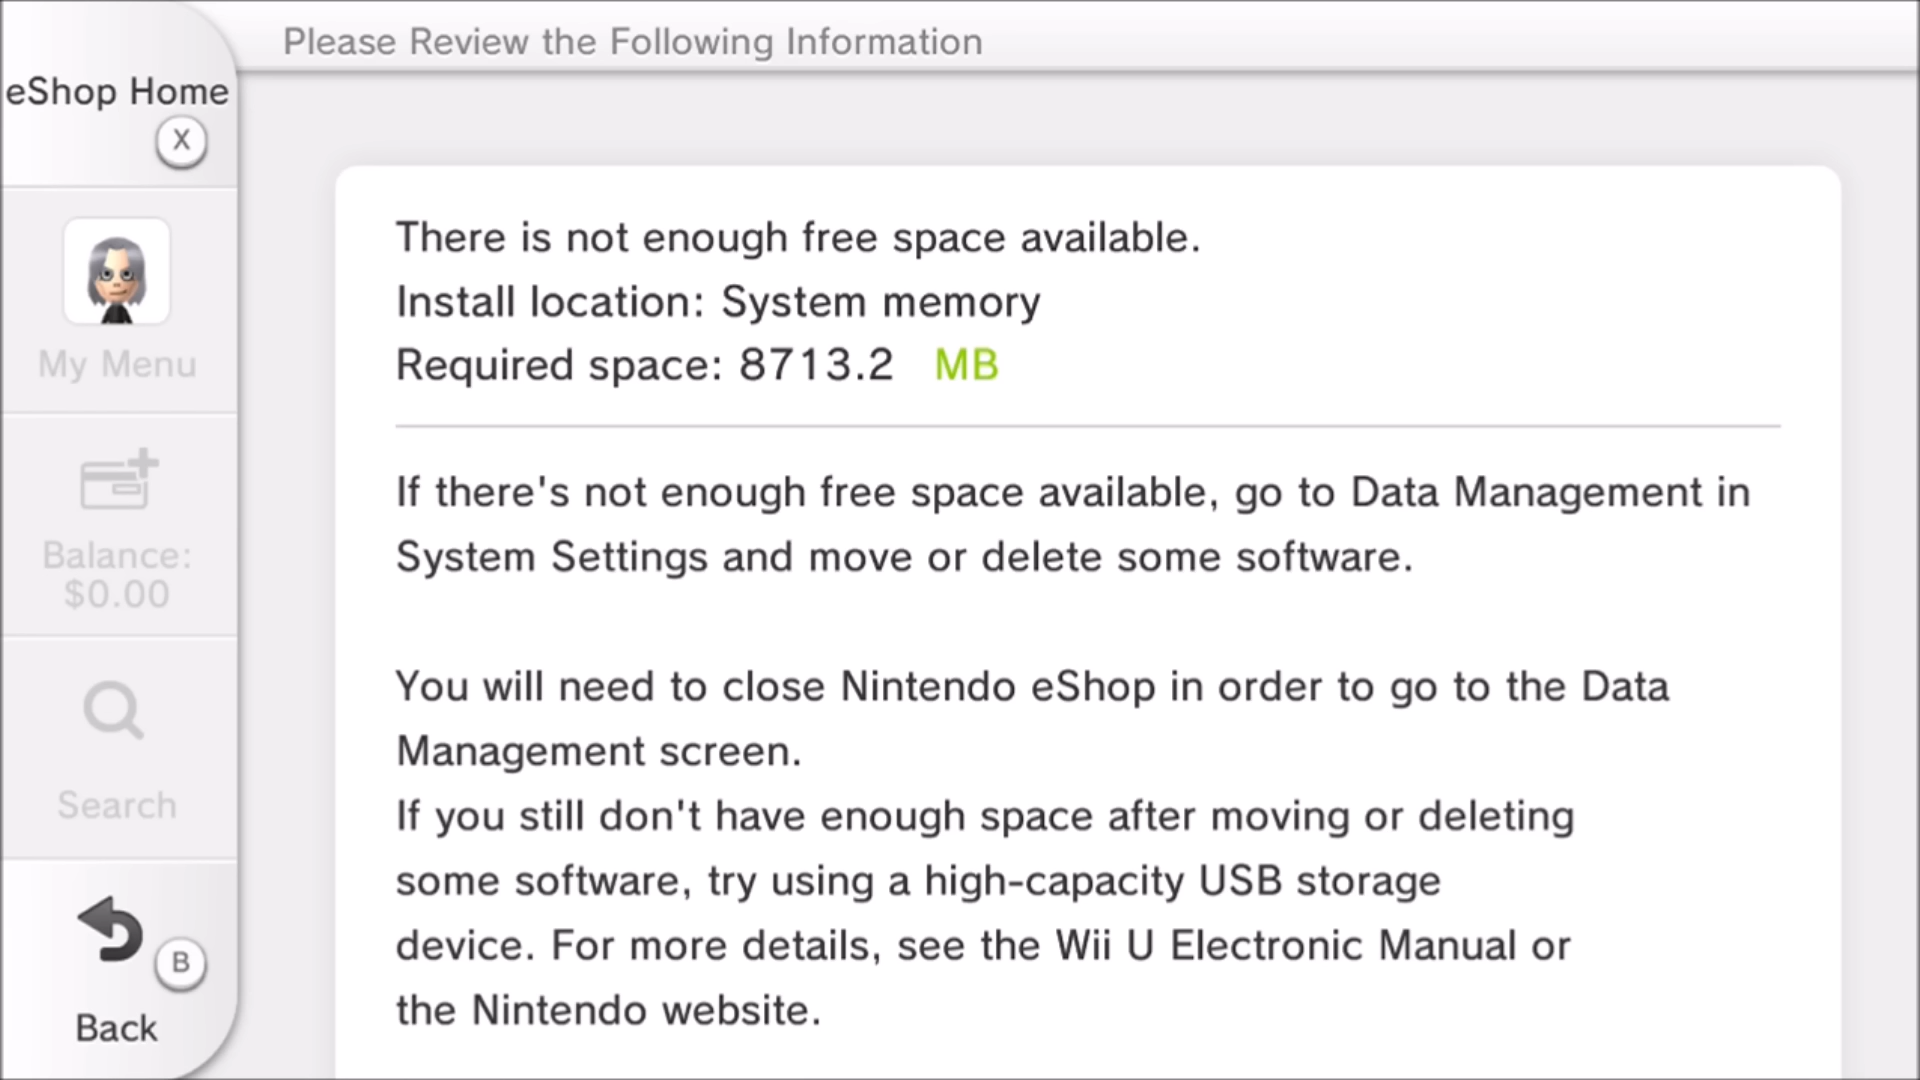 Please Review the Following Information
eShop Home
X
My Menu
Balance:
$0.00
Search
B
Back
There is not enough free space available.
Install location: System memory
Required space: 8713.2 MB
If there's not enough free space available, go to Data Management in
System Settings and move or delete some software.
You will need to close Nintendo eShop in order to go to the Data
Management screen.
If you still don't have enough space after moving or deleting
some software, try using a high-capacity USB storage
device. For more details, see the Wii U Electronic Manual or
the Nintendo website.